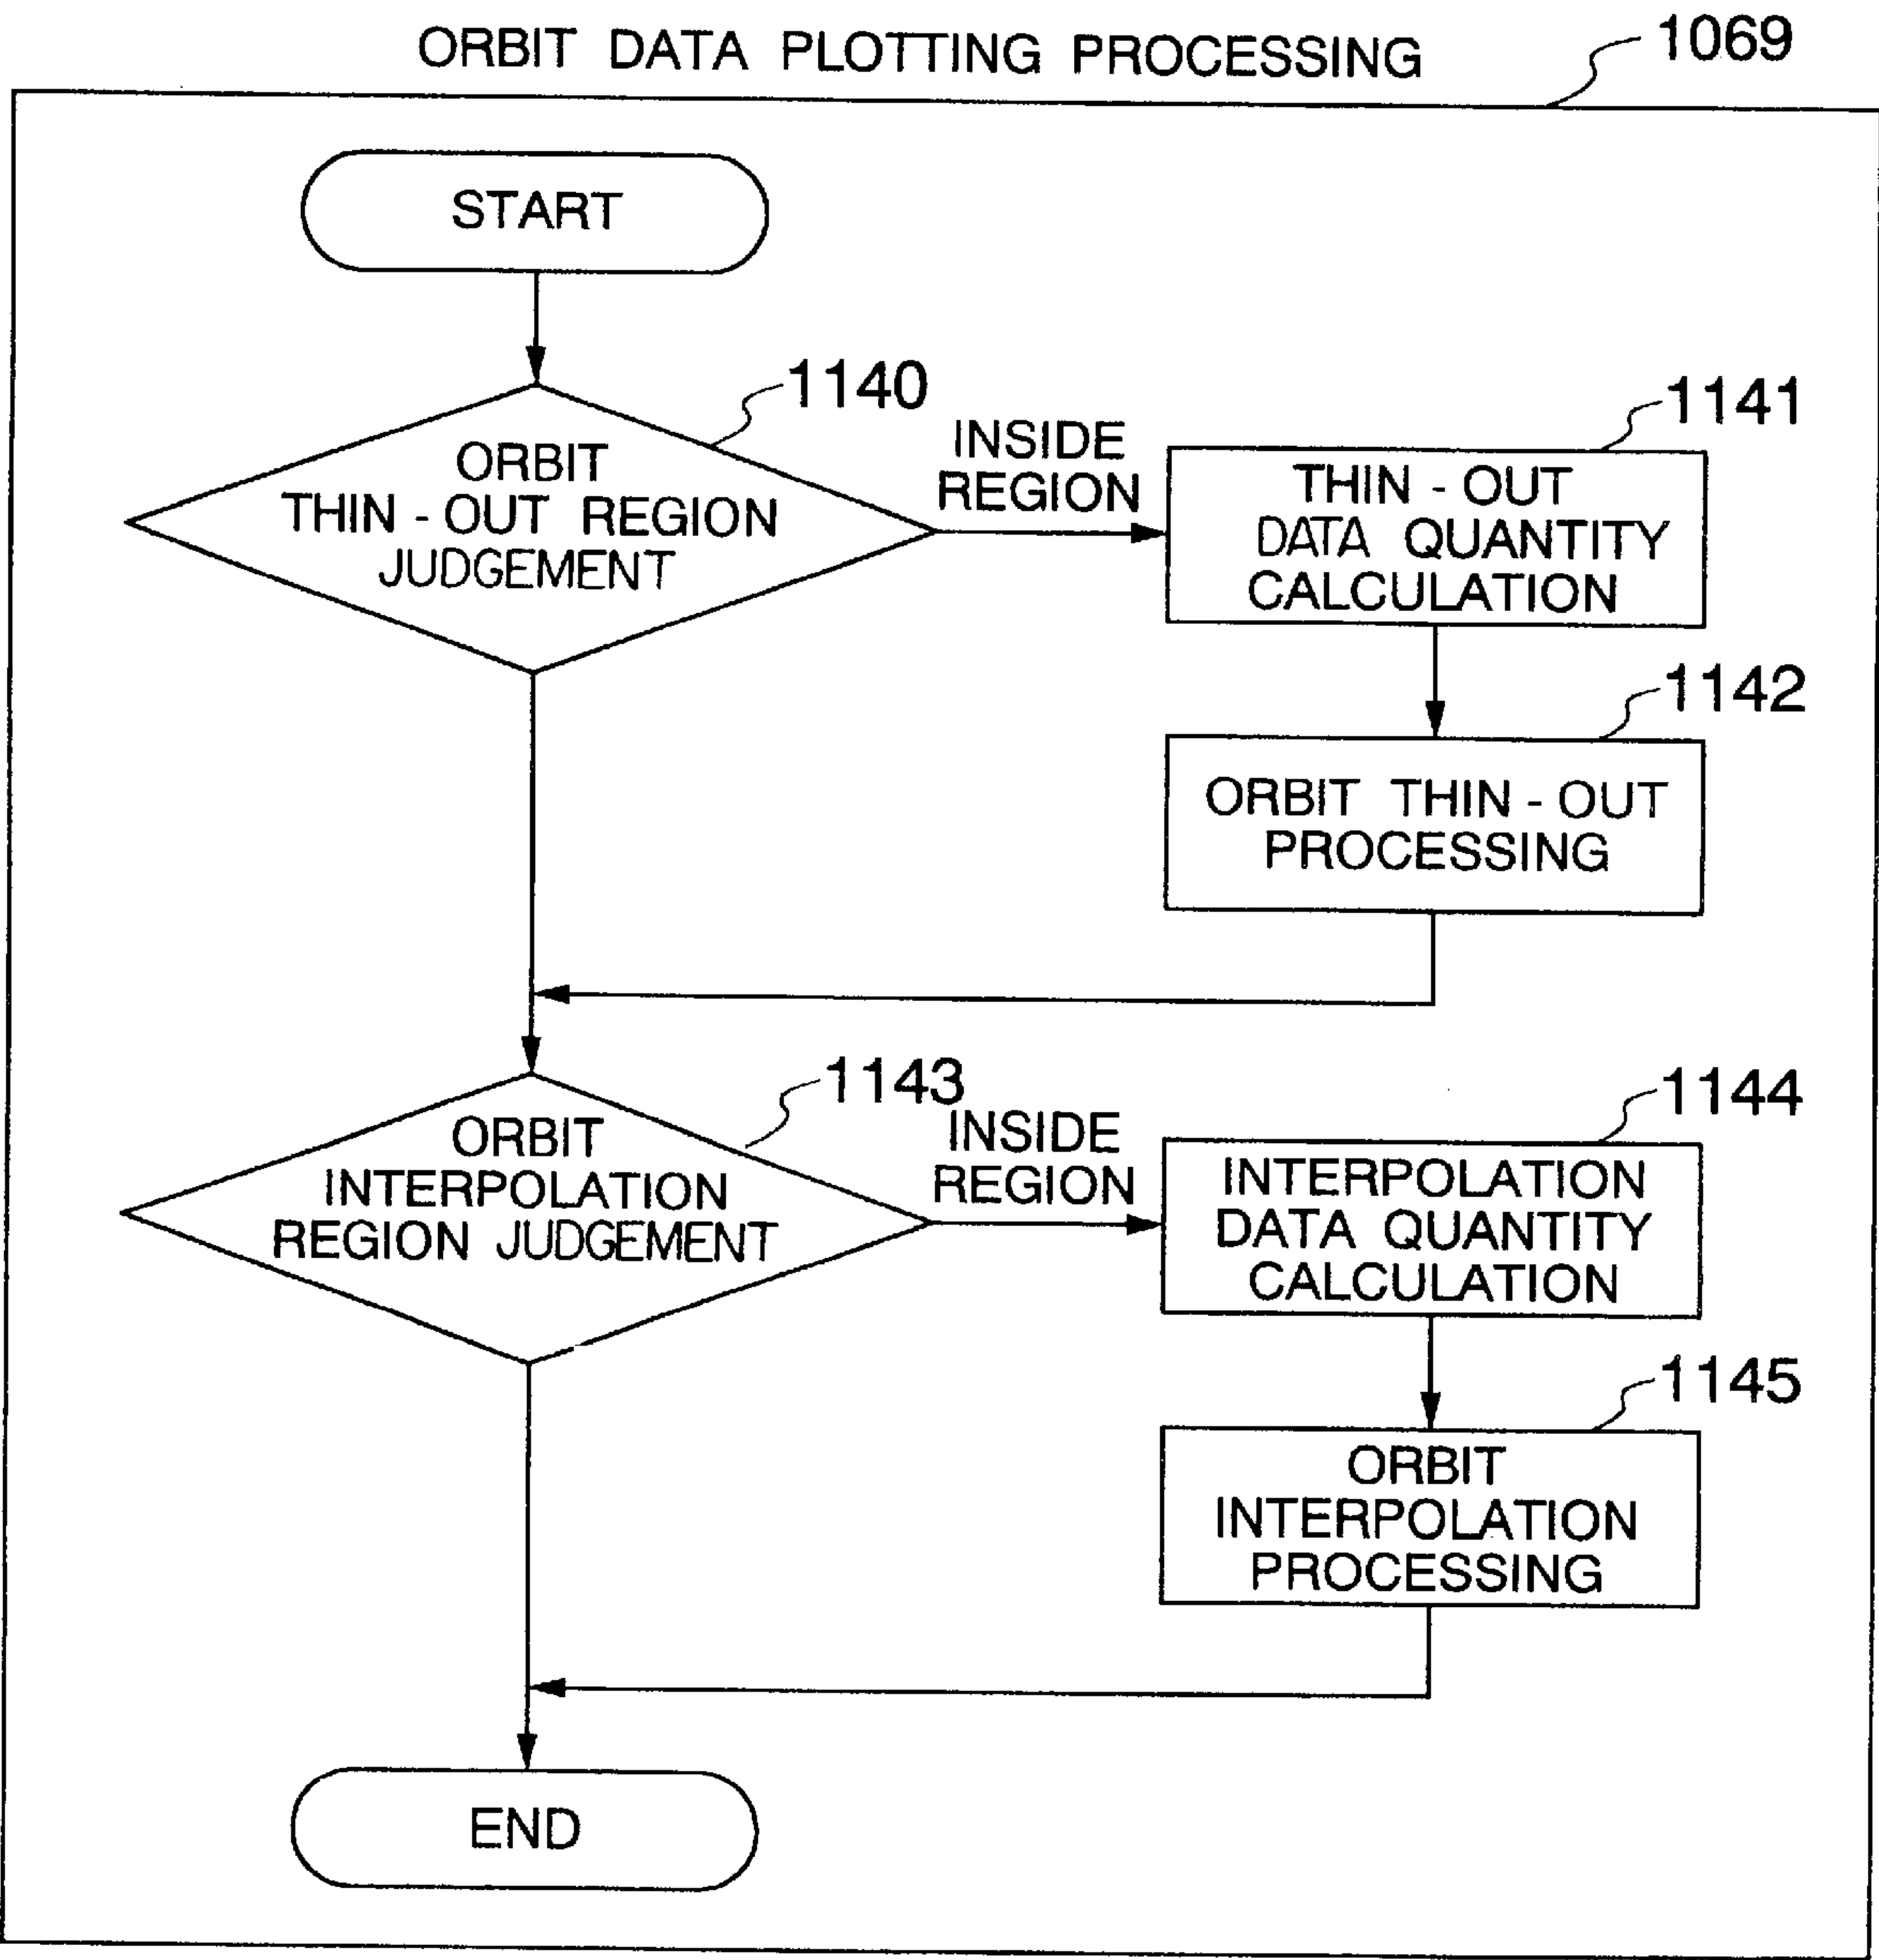 ORBIT DATA PLOTTING PROCESSING
1069
START
1140
ORBIT
THIN - OUT REGION
JUDGEMENT
INSIDE
REGION
1141
THIN - OUT
DATA QUANTITY
CALCULATION
1142
ORBIT THIN - OUT
PROCESSING
1143
ORBIT
INTERPOLATION
REGION JUDGEMENT
INSIDE
REGION
1144
INTERPOLATION
DATA QUANTITY
CALCULATION
1145
ORBIT
INTERPOLATION
PROCESSING
END